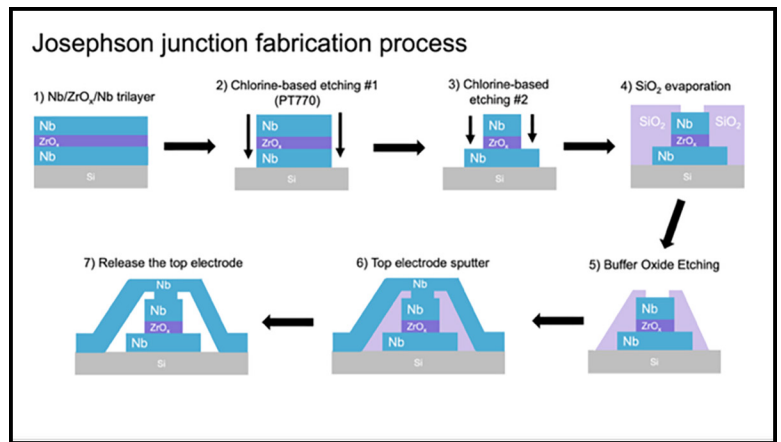 Josephson junction fabrication process
1) Nb/ZrOₓ/Nb trilayer
Nb
ZrOₓ
Nb
Si
2) Chlorine-based etching #1
(PT770)
Nb
ZrOₓ
Nb
Si
3) Chlorine-based
etching #2
Nb
ZrOₓ
Nb
Si
4) SiO₂ evaporation
SiO₂
Nb
SiO₂
ZrOₓ
Nb
Si
5) Buffer Oxide Etching
Nb
ZrOₓ
Nb
Si
6) Top electrode sputter
Nb
Nb
ZrOₓ
Nb
Si
7) Release the top electrode
Nb
Nb
ZrOₓ
Nb
Si